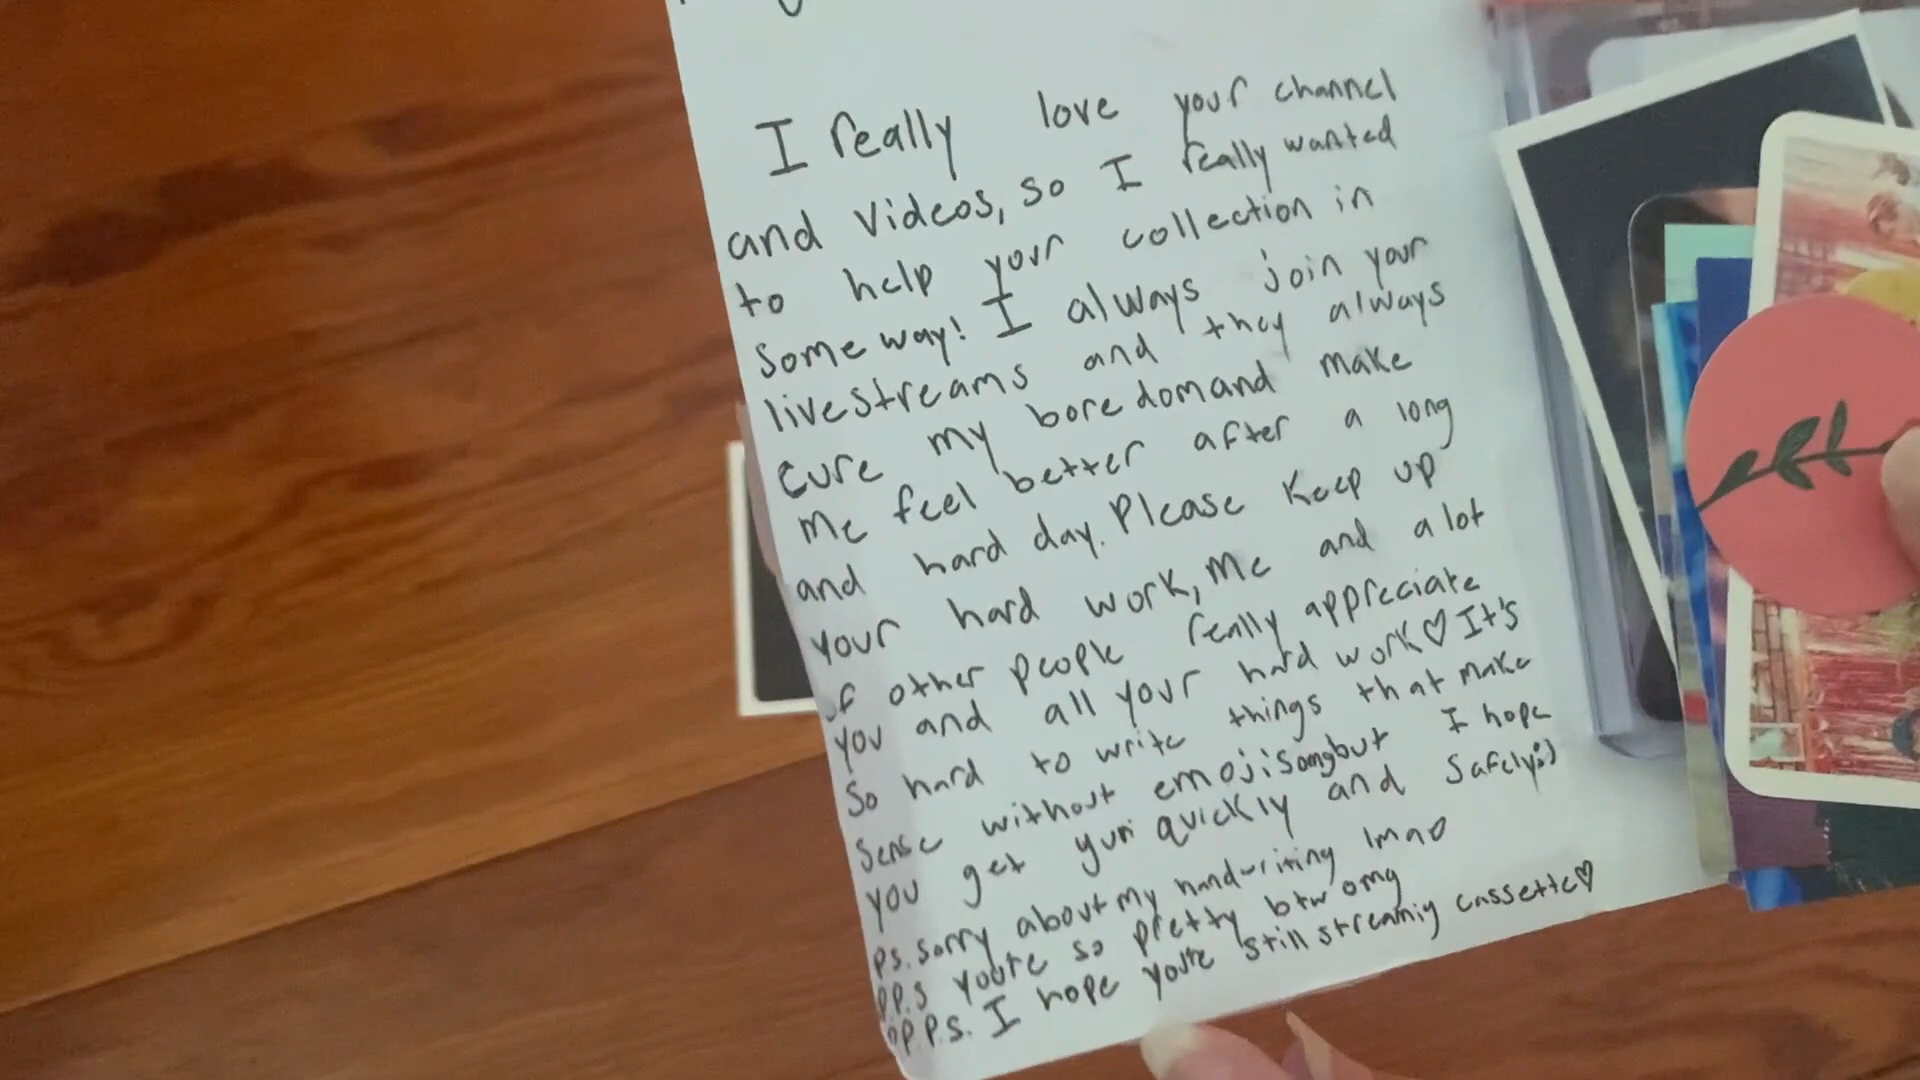 I really love your channel
and videos, so I really wanted
to help your collection in
some way! I always join your
livestreams and they always
cure my boredom and make
me feel better after a long
and hard day. Please keep up
your hard work, me and a lot
of other people really appreciate
you and all your hard work♡ It's
so hard to write things that make
sense without emojis omg but I hope
you get yuri quickly and safely:)
ps. sorry about my handwriting lmao
p.p.s you're so pretty btw omg
p.p.p.s. I hope you're still streamig cassette♡